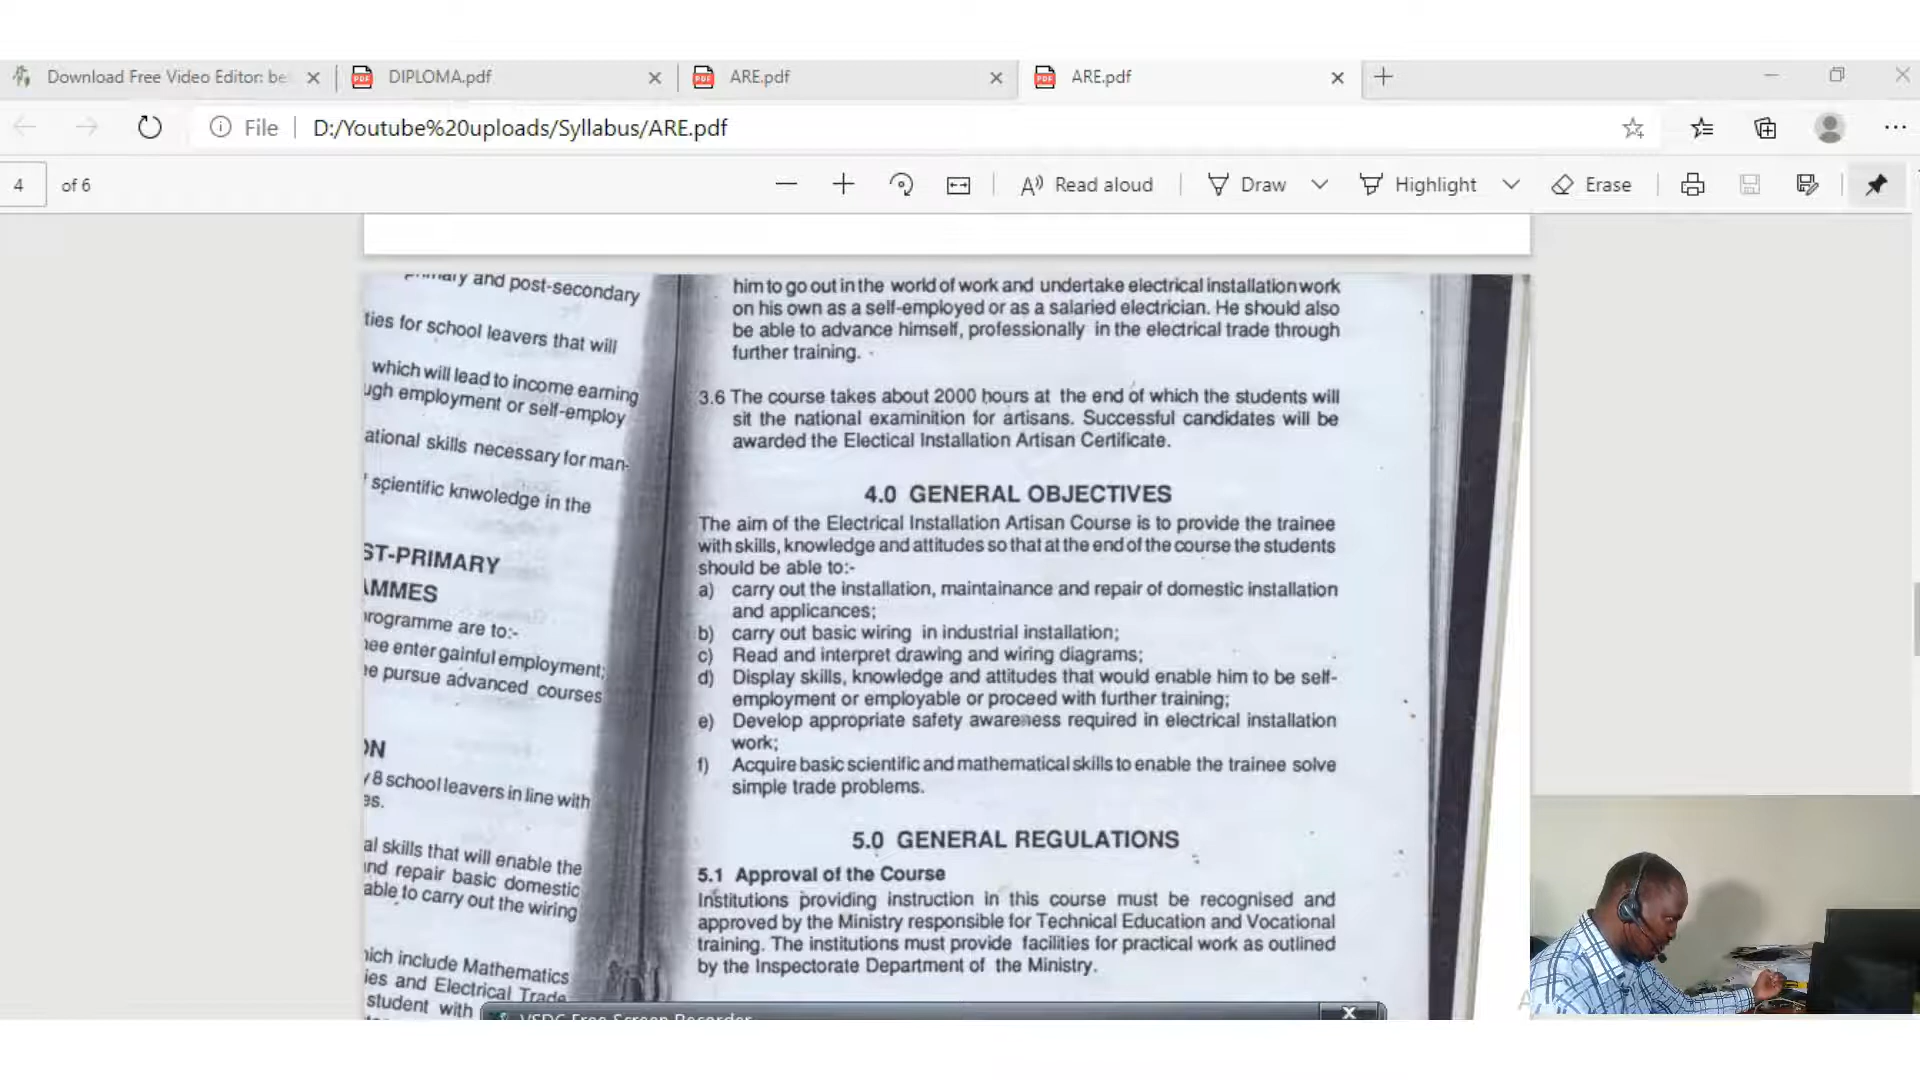 Download Free Video Editor: be
DIPLOMA.pdf
ARE.pdf
ARE.pdf
File
D:/Youtube%20uploads/Syllabus/ARE.pdf
4 of 6
Read aloud
Draw
Highlight
Erase
and post-secondary
ties for school leavers that will
which will lead to income earning
ugh employment or self-employ
ational skills necessary for man-
scientific knwoledge in the
ST-PRIMARY
AMMES
rogramme are to:-
nee enter gainful employment;
e pursue advanced courses
ON
8 school leavers in line with
es.
al skills that will enable the
nd repair basic domestic
able to carry out the wiring
hich include Mathematics
ies and Electrical Trade
student with
him to go out in the world of work and undertake electrical installation work
on his own as a self-employed or as a salaried electrician. He should also
be able to advance himself, professionally in the electrical trade through
further training.
3.6 The course takes about 2000 hours at the end of which the students will
sit the national examinition for artisans. Successful candidates will be
awarded the Electical Installation Artisan Certificate.
4.0 GENERAL OBJECTIVES
The aim of the Electrical Installation Artisan Course is to provide the trainee
with skills, knowledge and attitudes so that at the end of the course the students
should be able to:-
a) carry out the installation, maintainance and repair of domestic installation
and applicances;
b) carry out basic wiring in industrial installation;
c) Read and interpret drawing and wiring diagrams;
d) Display skills, knowledge and attitudes that would enable him to be self-
employment or employable or proceed with further training;
e) Develop appropriate safety awareness required in electrical installation
work;
f) Acquire basic scientific and mathematical skills to enable the trainee solve
simple trade problems.
5.0 GENERAL REGULATIONS
5.1 Approval of the Course
Institutions providing instruction in this course must be recognised and
approved by the Ministry responsible for Technical Education and Vocational
training. The institutions must provide facilities for practical work as outlined
by the Inspectorate Department of the Ministry.
VSDC Free Screen Recorder